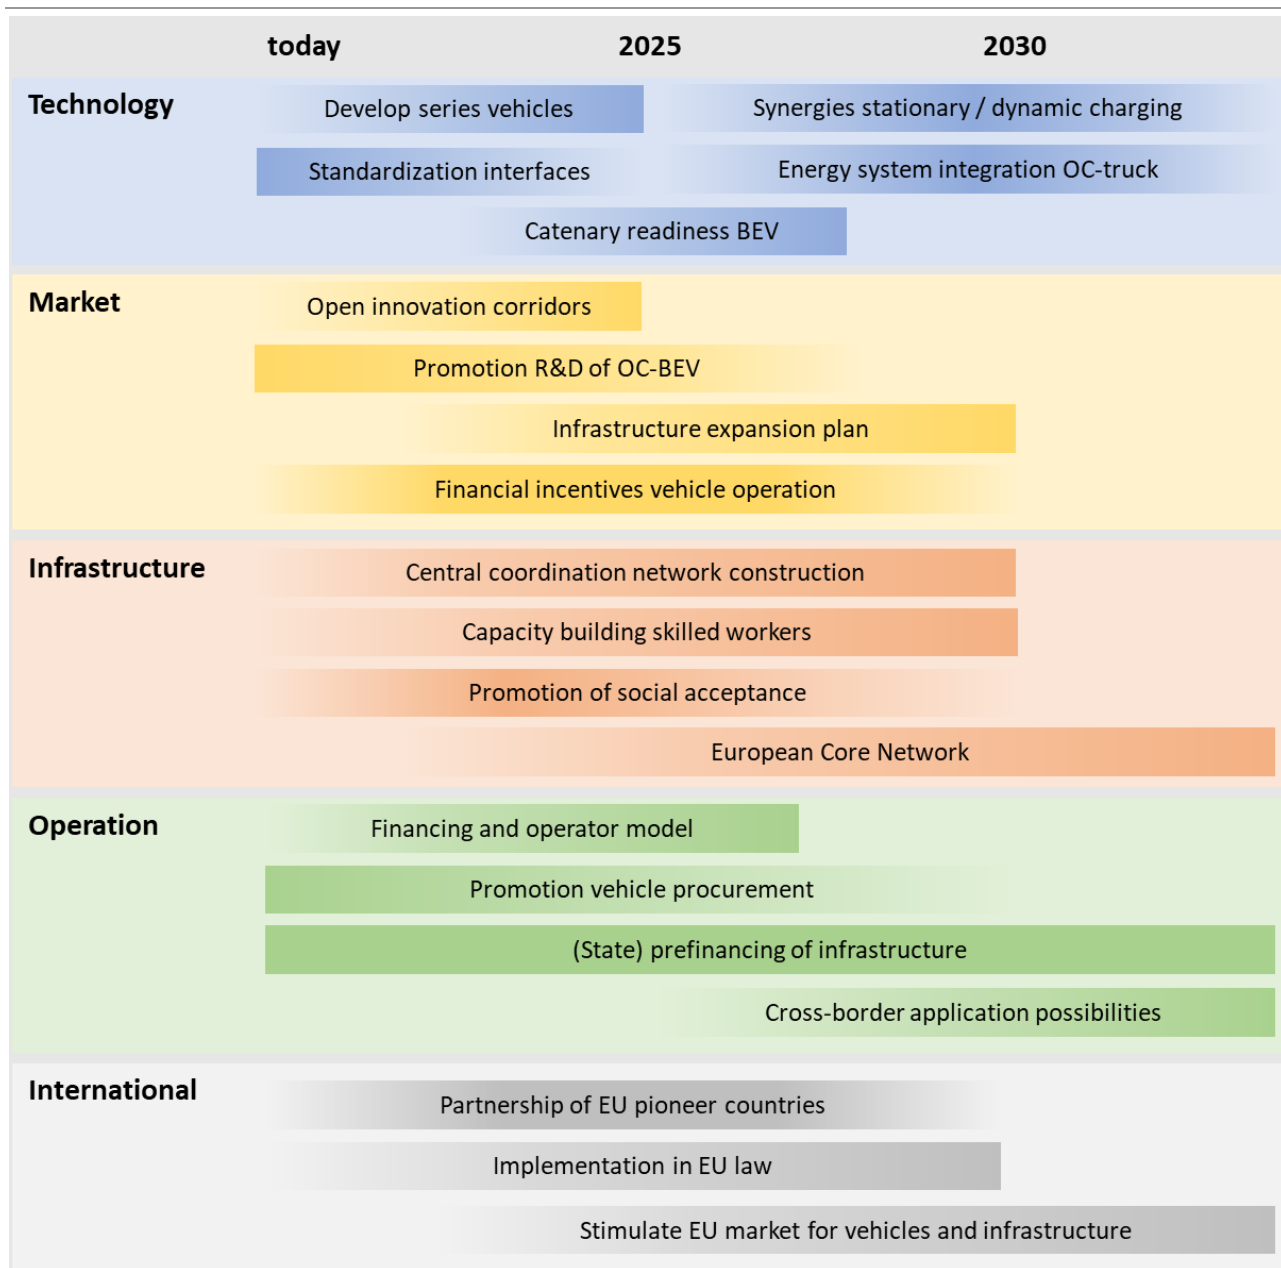 today 2025 2030
Technology
Develop series vehicles
Synergies stationary / dynamic charging
Standardization interfaces
Energy system integration OC-truck
Catenary readiness BEV
Market
Open innovation corridors
Promotion R&D of OC-BEV
Infrastructure expansion plan
Financial incentives vehicle operation
Infrastructure
Central coordination network construction
Capacity building skilled workers
Promotion of social acceptance
European Core Network
Operation
Financing and operator model
Promotion vehicle procurement
(State) prefinancing of infrastructure
Cross-border application possibilities
International
Partnership of EU pioneer countries
Implementation in EU law
Stimulate EU market for vehicles and infrastructure